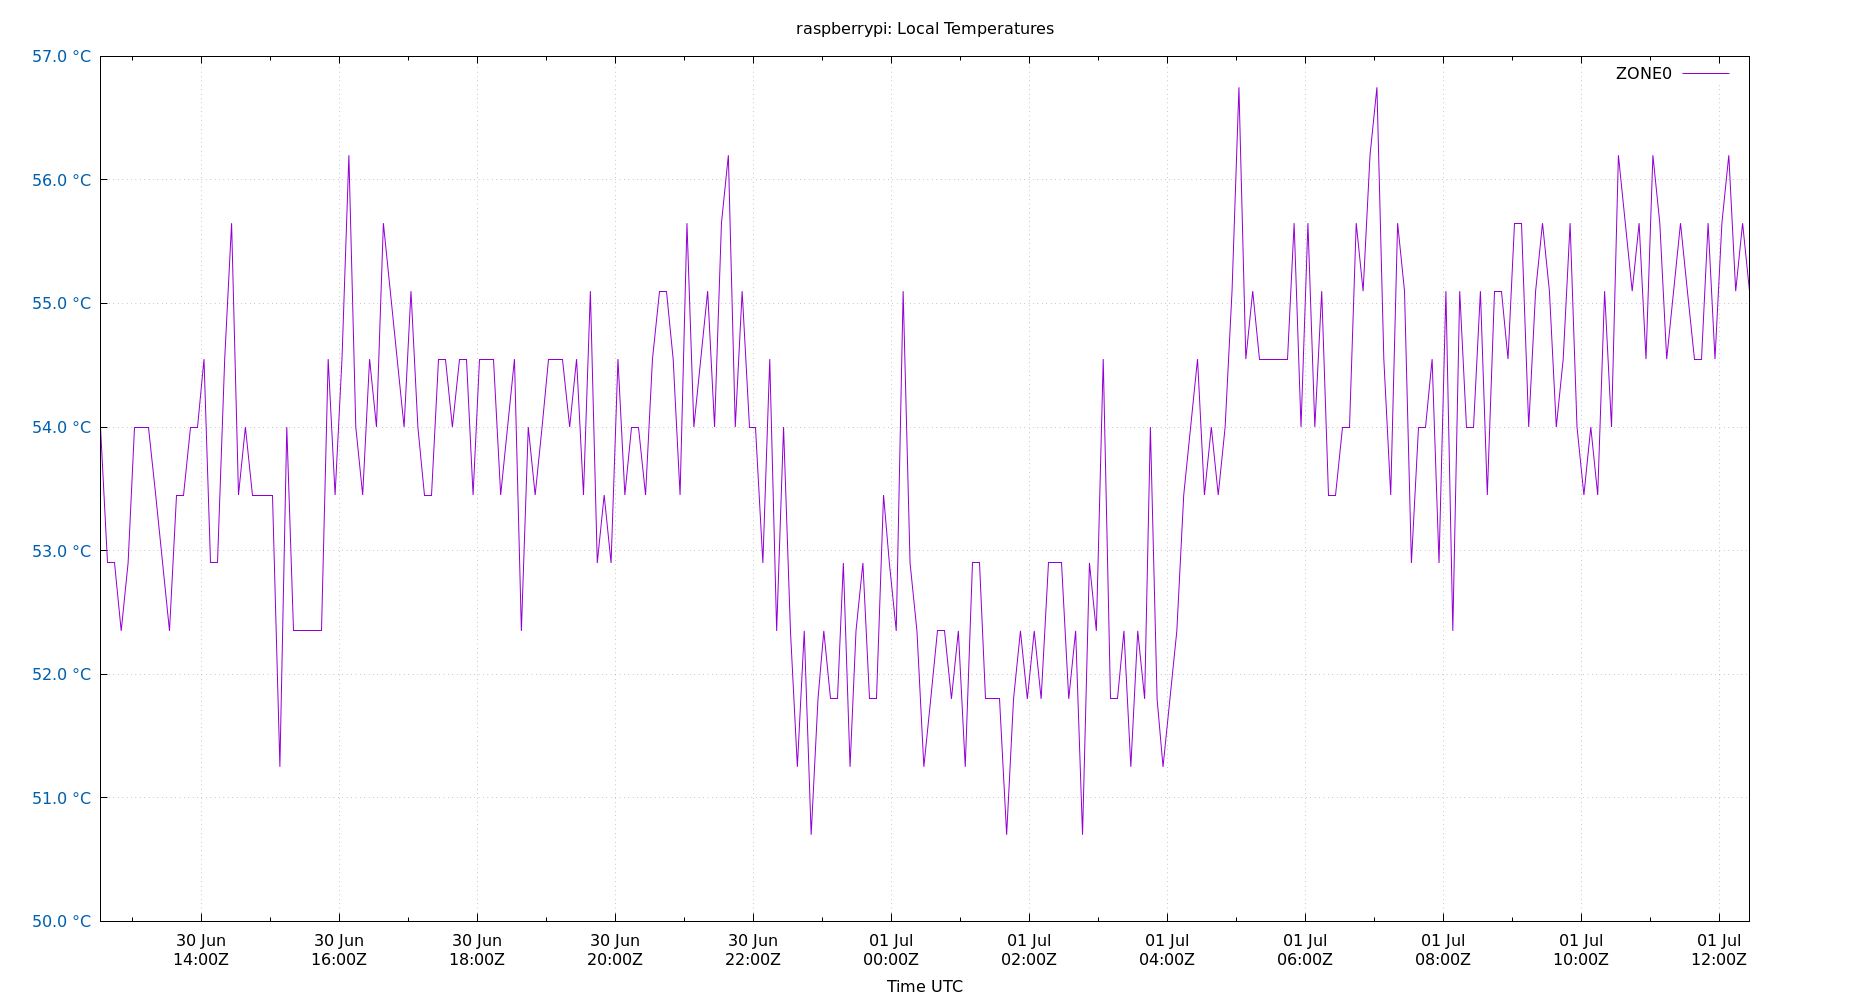 raspberrypi: Local Temperatures
ZONE0
57.0 °C
56.0 °C
55.0 °C
54.0 °C
53.0 °C
52.0 °C
51.0 °C
50.0 °C
30 Jun 30 Jun 30 Jun 30 Jun 30 Jun 01 Jul 01 Jul 01 Jul 01 Jul 01 Jul 01 Jul 01 Jul
14:00Z 16:00Z 18:00Z 20:00Z 22:00Z 00:00Z 02:00Z 04:00Z 06:00Z 08:00Z 10:00Z 12:00Z
Time UTC